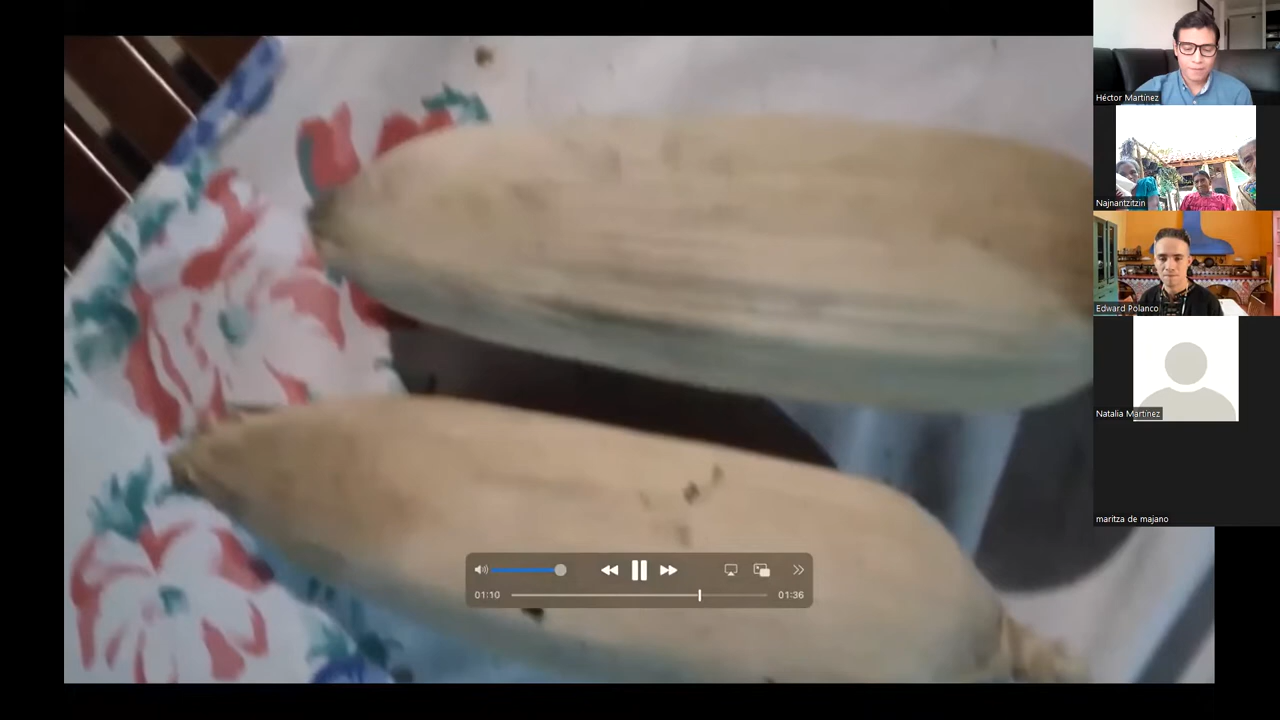 Héctor Martínez
Najnantzitzin
Edward Polanco
Natalia Martínez
maritza de majano
01:10
01:36